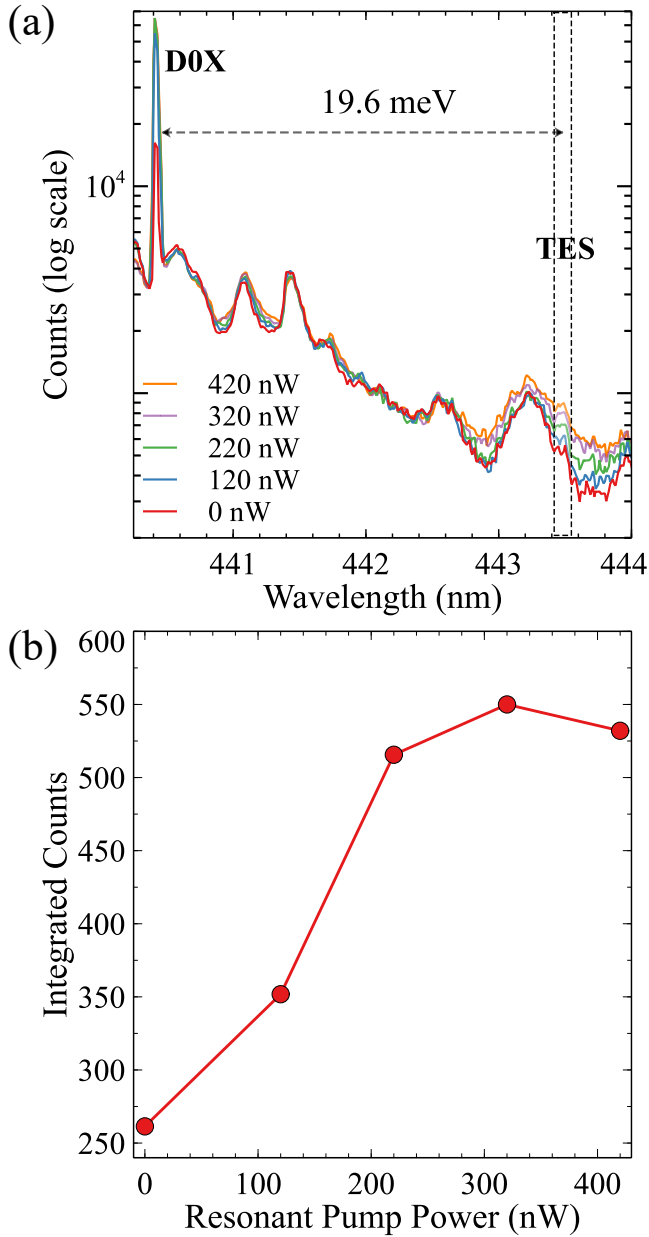 (a)
D0X
19.6 meV
TES
10⁴
Counts (log scale)
420 nW
320 nW
220 nW
120 nW
0 nW
441 442 443 444
Wavelength (nm)
(b)
600
550
500
450
400
350
300
250
Integrated Counts
0 100 200 300 400
Resonant Pump Power (nW)